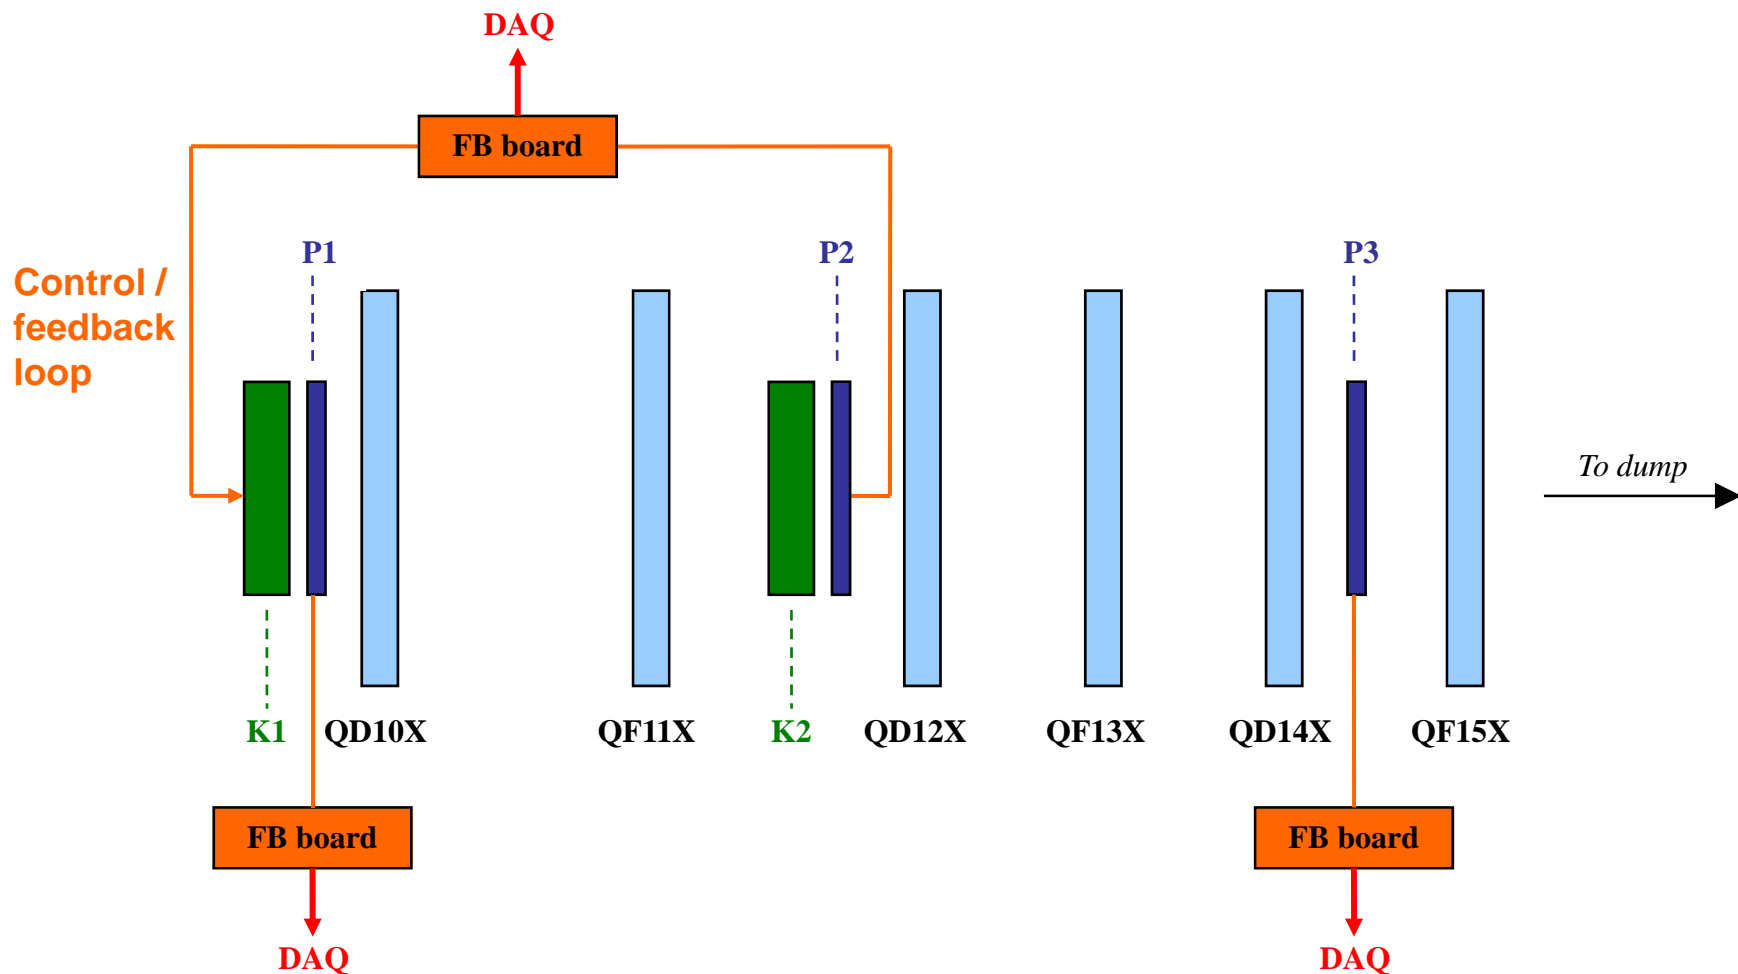 DAQ
FB board
P1
P2
P3
Control /
feedback
loop
To dump
K1
QD10X
QF11X
K2
QD12X
QF13X
QD14X
QF15X
FB board
FB board
DAQ
DAQ